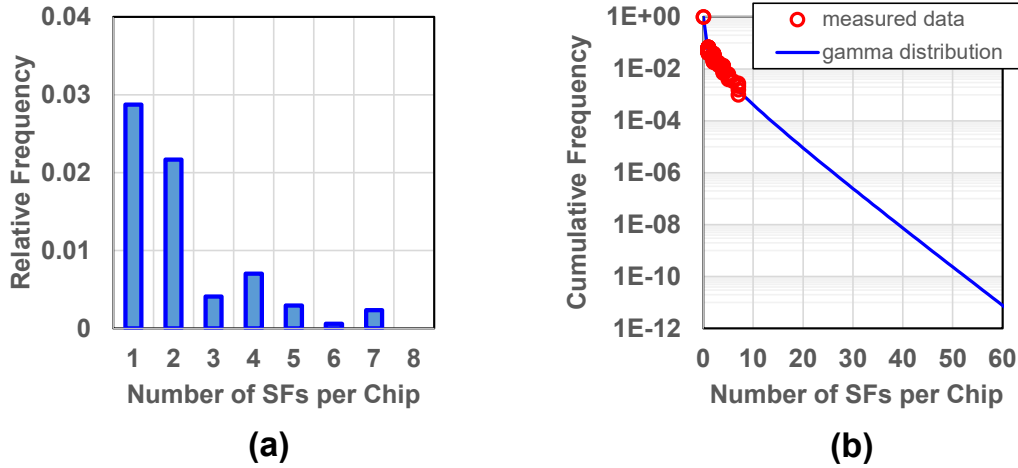 0.04
0.03
0.02
0.01
0
Relative Frequency
1 2 3 4 5 6 7 8
Number of SFs per Chip
(a)
1E+00
1E-02
1E-04
1E-06
1E-08
1E-10
1E-12
Cumulative Frequency
measured data
gamma distribution
0 10 20 30 40 50 60
Number of SFs per Chip
(b)